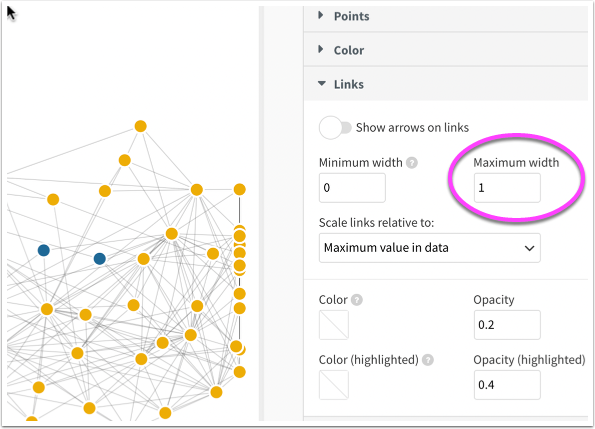 Points
Color
Links
Show arrows on links
Minimum width ? Maximum width
0 1
Scale links relative to:
Maximum value in data
Color ? Opacity
0.2
Color (highlighted) ? Opacity (highlighted)
0.4